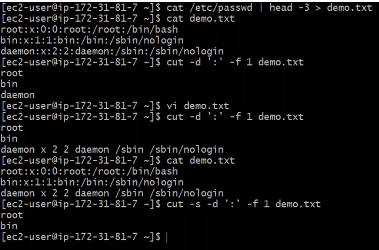 [ec2-user@ip-172-31-81-7 ~]$ cat /etc/passwd | head -3 > demo.txt
[ec2-user@ip-172-31-81-7 ~]$ cat demo.txt
root:x:0:0:root:/root:/bin/bash
bin:x:1:1:bin:/bin:/sbin/nologin
daemon:x:2:2:daemon:/sbin:/sbin/nologin
[ec2-user@ip-172-31-81-7 ~]$ cut -d ':' -f 1 demo.txt
root
bin
daemon
[ec2-user@ip-172-31-81-7 ~]$ vi demo.txt
[ec2-user@ip-172-31-81-7 ~]$ cut -d ':' -f 1 demo.txt
root
bin
daemon x 2 2 daemon /sbin /sbin/nologin
[ec2-user@ip-172-31-81-7 ~]$ cat demo.txt
root:x:0:0:root:/root:/bin/bash
bin:x:1:1:bin:/bin:/sbin/nologin
daemon x 2 2 daemon /sbin /sbin/nologin
[ec2-user@ip-172-31-81-7 ~]$ cut -s -d ':' -f 1 demo.txt
root
bin
[ec2-user@ip-172-31-81-7 ~]$